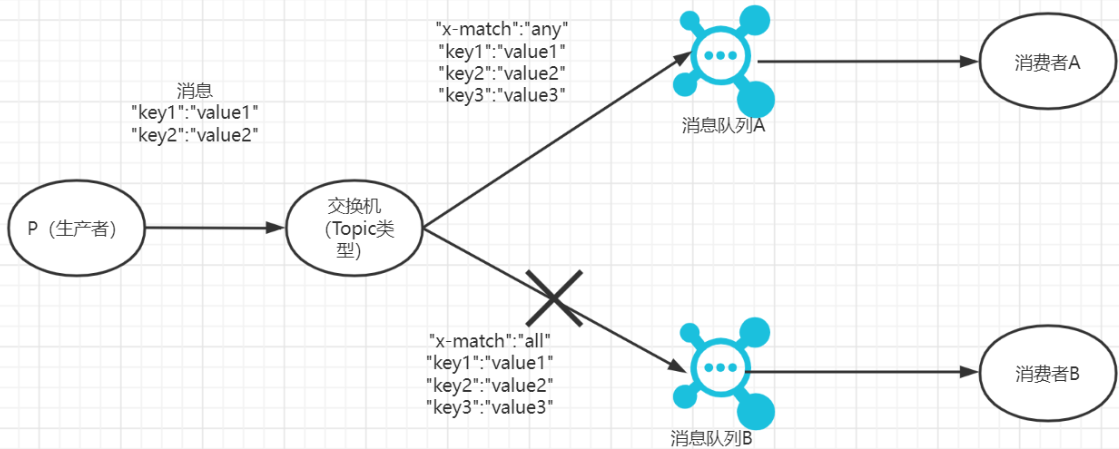 "x-match":"any"
"key1":"value1"
"key2":"value2"
"key3":"value3"
消息队列A
消费者A
消息
"key1":"value1"
"key2":"value2"
P（生产者）
交换机
（Topic类
型）
"x-match":"all"
"key1":"value1"
"key2":"value2"
"key3":"value3"
消息队列B
消费者B